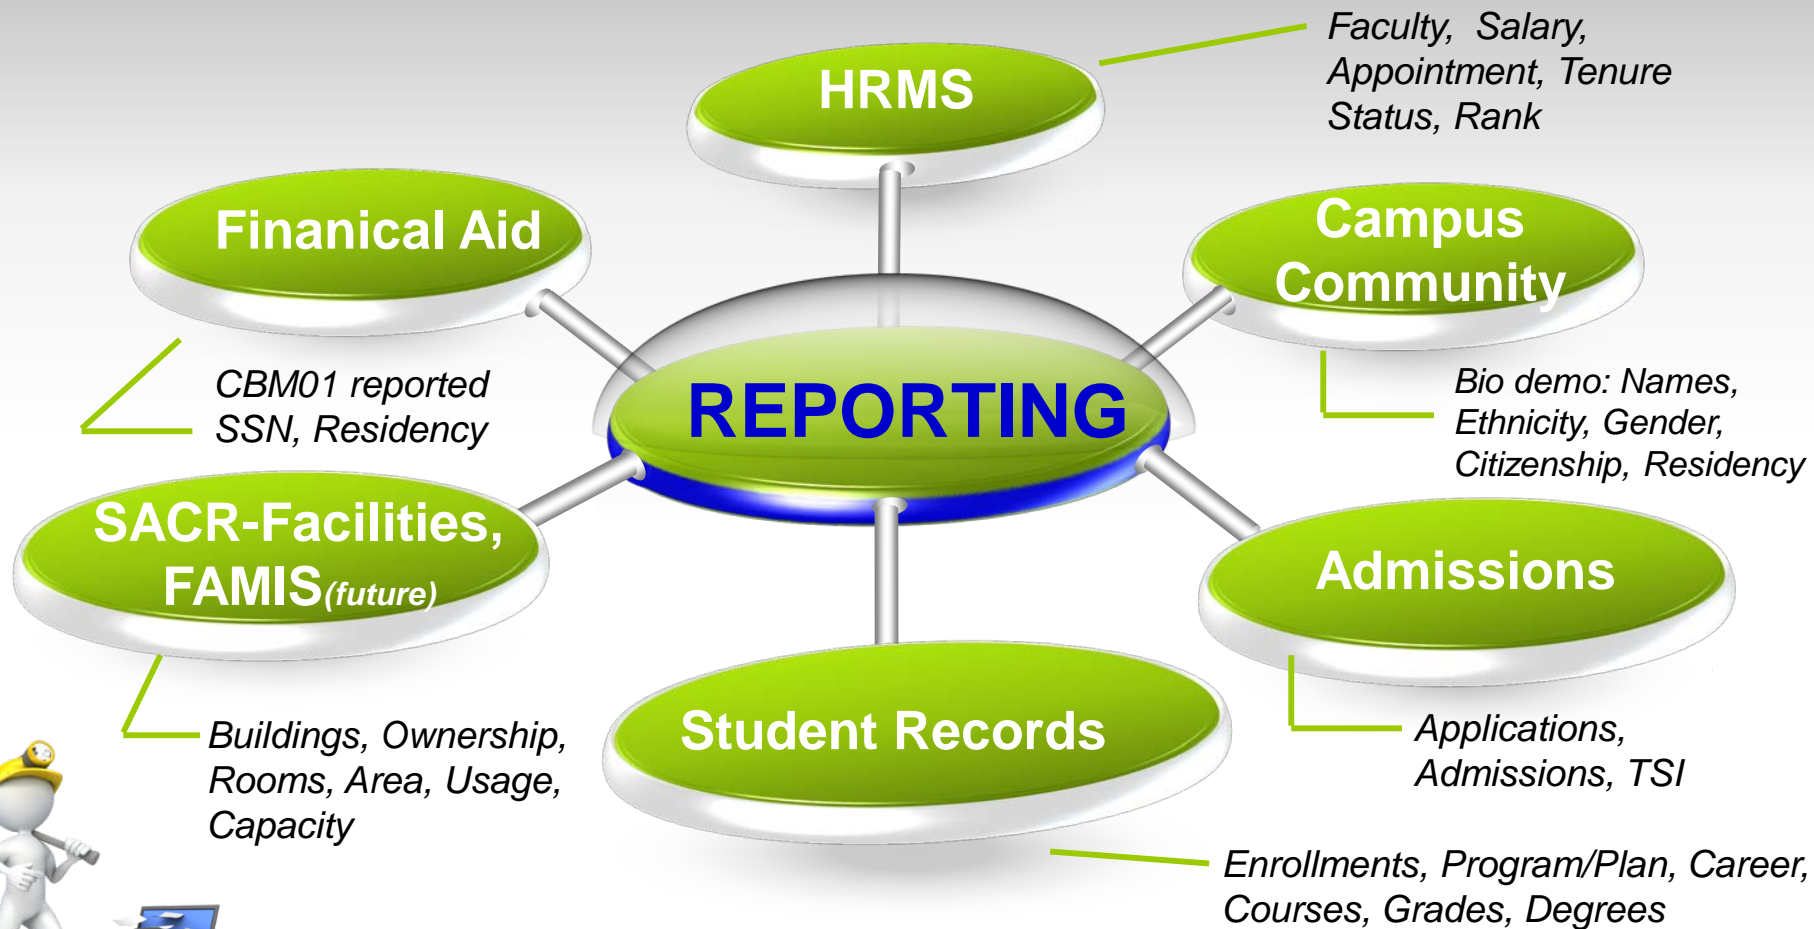 HRMS
Faculty, Salary,
Appointment, Tenure
Status, Rank
Finanical Aid
CBM01 reported
SSN, Residency
Campus
Community
Bio demo: Names,
Ethnicity, Gender,
Citizenship, Residency
REPORTING
SACR-Facilities,
FAMIS(future)
Buildings, Ownership,
Rooms, Area, Usage,
Capacity
Admissions
Applications,
Admissions, TSI
Student Records
Enrollments, Program/Plan, Career,
Courses, Grades, Degrees